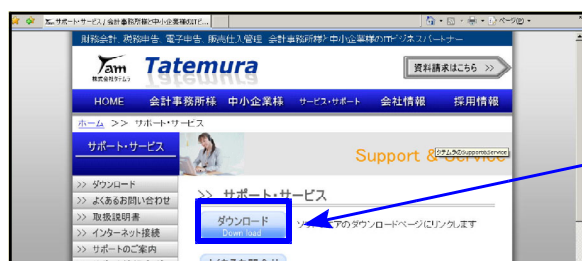 サポート・サービス / 会計事務所様と中小企業様のITビ...
ページ(P)
財務会計、税務申告、電子申告、販売仕入管理 会計事務所様と中小企業様のITビジネスパートナー
Tam 株式会社タテムラ
Tatemura
資料請求はこちら >>
HOME 会計事務所様 中小企業様 サービス・サポート 会社情報 採用情報
ホーム >> サポート・サービス
サポート・サービス
Support & Service
タテムラのSupport&Service
>> ダウンロード
>> よくあるお問い合わせ
>> 取扱説明書
>> インターネット接続
>> サポートのご案内
>> サポート・サービス
ダウンロード
Down load
ソフトウェアのダウンロードページにリンクします